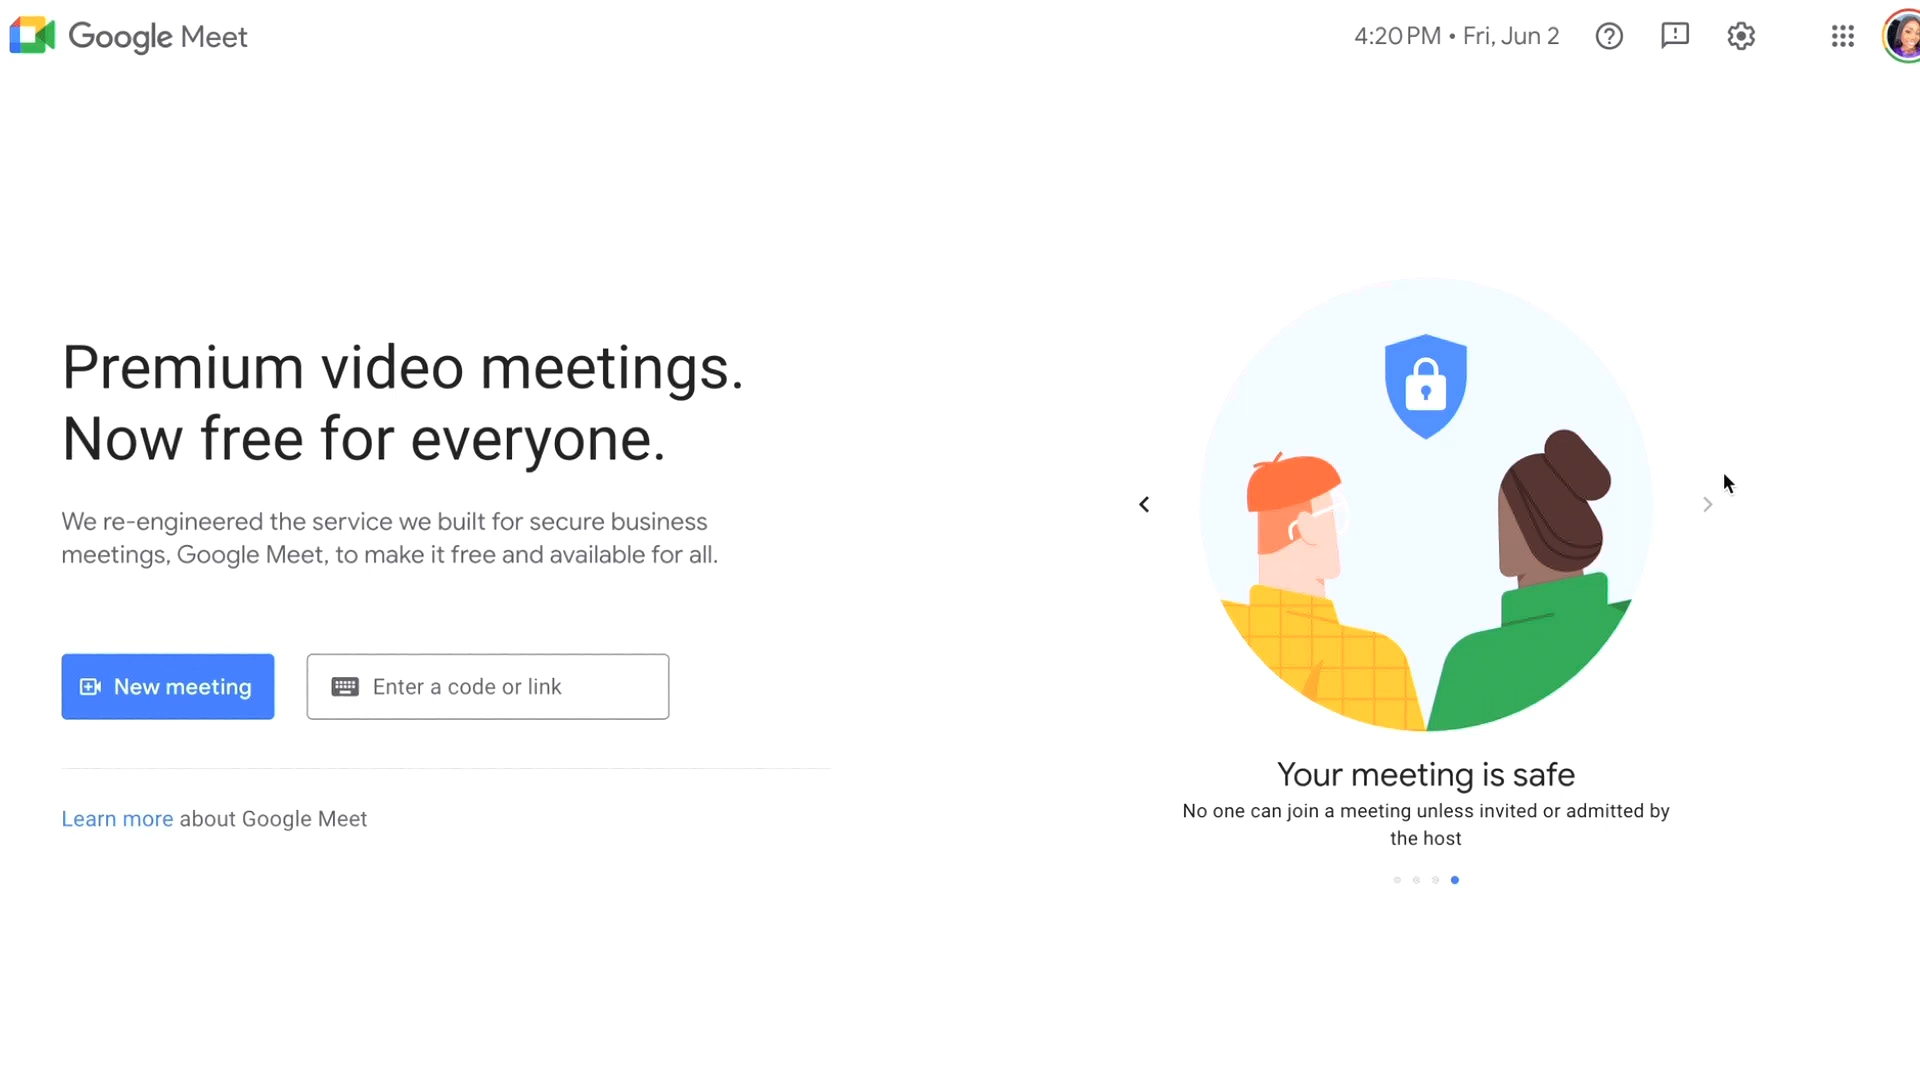 Google Meet
4:20 PM • Fri, Jun 2
Premium video meetings.
Now free for everyone.
We re-engineered the service we built for secure business
meetings, Google Meet, to make it free and available for all.
New meeting
Enter a code or link
Learn more about Google Meet
Your meeting is safe
No one can join a meeting unless invited or admitted by
the host